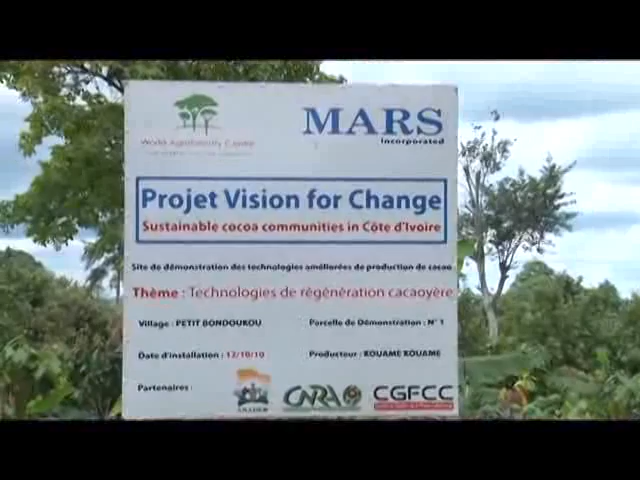 World Agroforestry Centre
MARS
incorporated
Projet Vision for Change
Sustainable cocoa communities in Côte d'Ivoire
Site de démonstration des technologies améliorées de production de cacao
Thème : Technologies de régénération cacaoyère
Village : PETIT BONDOUKOU
Parcelle de Démonstration : N° 1
Date d'installation : 12/10/10
Producteur : KOUAME KOUAME
Partenaires :
CNRA
CGFCC